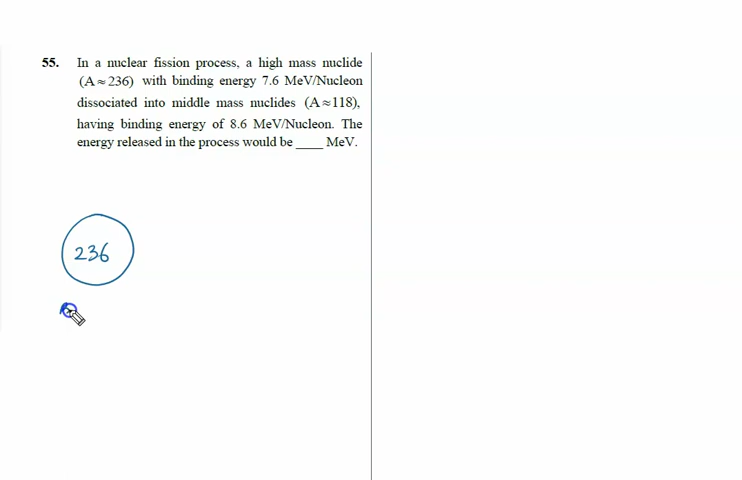 55. In a nuclear fission process, a high mass nuclide
(A ≈ 236) with binding energy 7.6 MeV/Nucleon
dissociated into middle mass nuclides (A ≈ 118),
having binding energy of 8.6 MeV/Nucleon. The
energy released in the process would be ____ MeV.
236